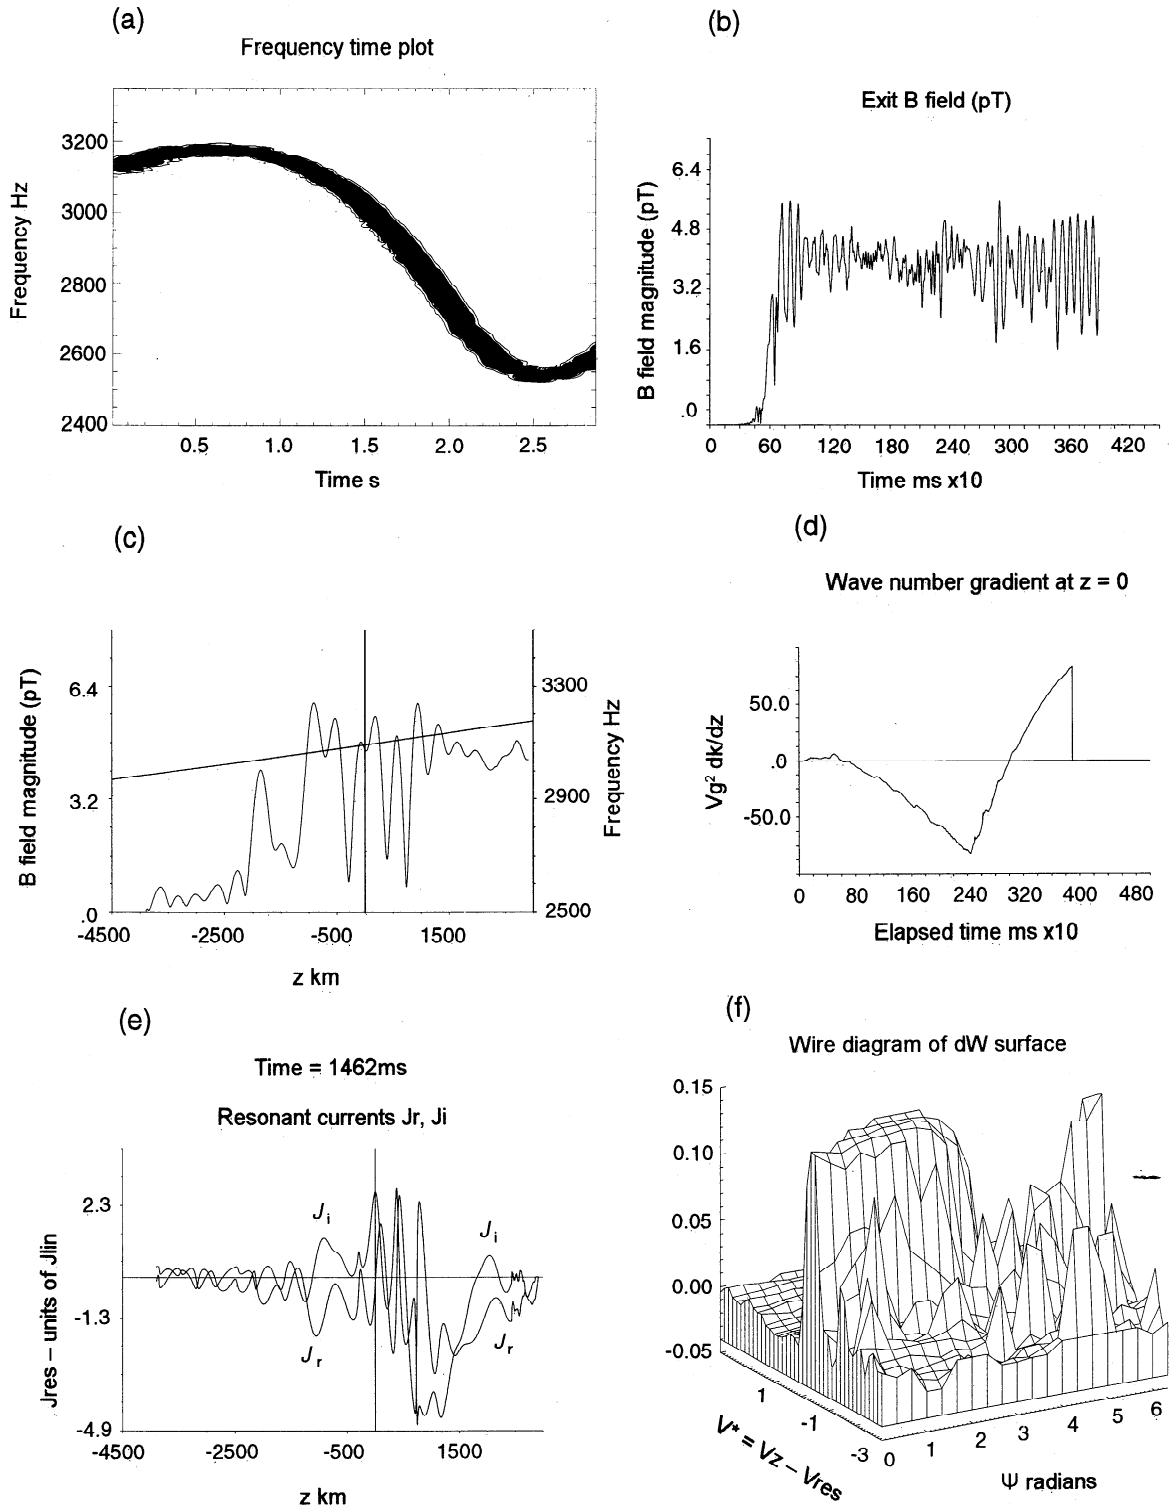 (a)
Frequency time plot
Frequency Hz
3200
3000
2800
2600
2400
0.5 1.0 1.5 2.0 2.5
Time s
(b)
Exit B field (pT)
B field magnitude (pT)
6.4
4.8
3.2
1.6
.0
0 60 120 180 240 300 360 420
Time ms x10
(c)
B field magnitude (pT)
6.4
3.2
.0
3300
2900
2500
Frequency Hz
-4500 -2500 -500 1500
z km
(d)
Wave number gradient at z = 0
Vg² dk/dz
50.0
.0
-50.0
0 80 160 240 320 400 480
Elapsed time ms x10
(e)
Time = 1462ms
Resonant currents Jr, Ji
Jres – units of Jlin
2.3
-1.3
-4.9
Ji
Jr
Ji
Jr
-4500 -2500 -500 1500
z km
(f)
Wire diagram of dW surface
0.15
0.10
0.05
0.00
-0.05
1 -1 -3
V* = Vz – Vres
0 1 2 3 4 5 6
Ψ radians